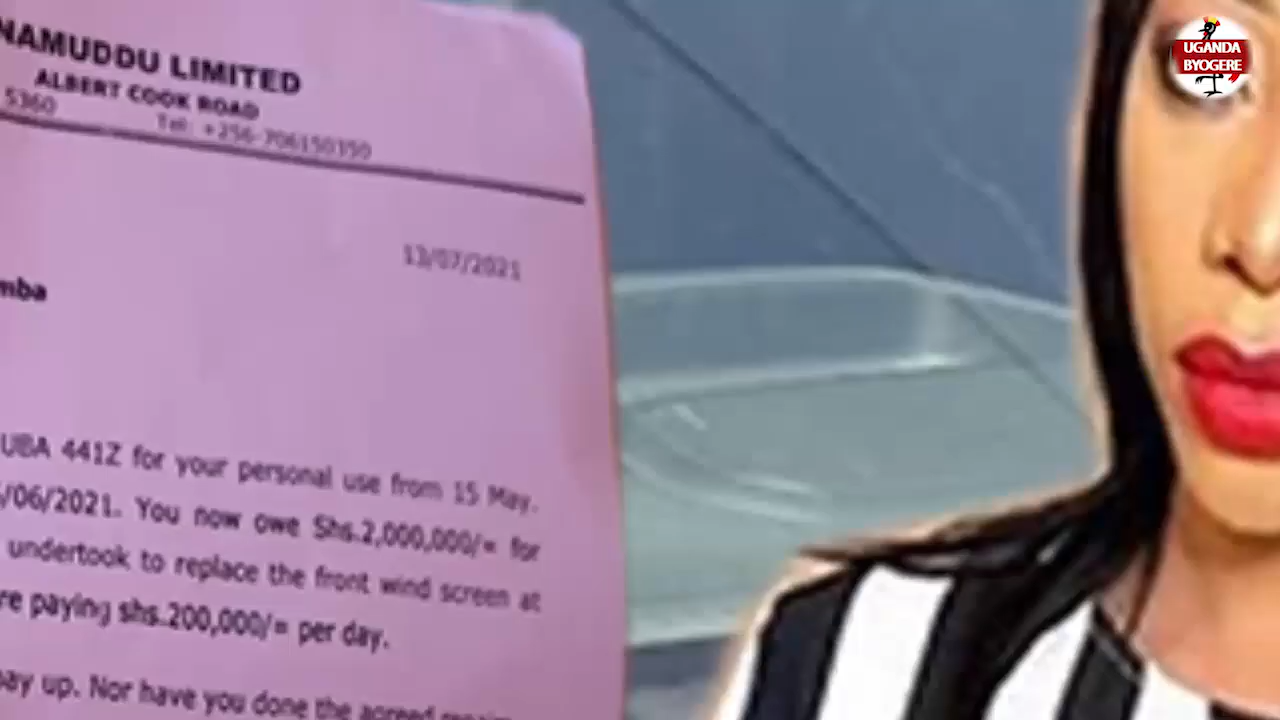 NAMUDDU LIMITED
ALBERT COOK ROAD
5360 Tel: +256-706150350
13/07/2021
mba
UBA 441Z for your personal use from 15 May,
/06/2021. You now owe Shs.2,000,000/= for
undertook to replace the front wind screen at
re paying shs.200,000/= per day.
pay up. Nor have you done the agreed
UGANDA
BYOGERE